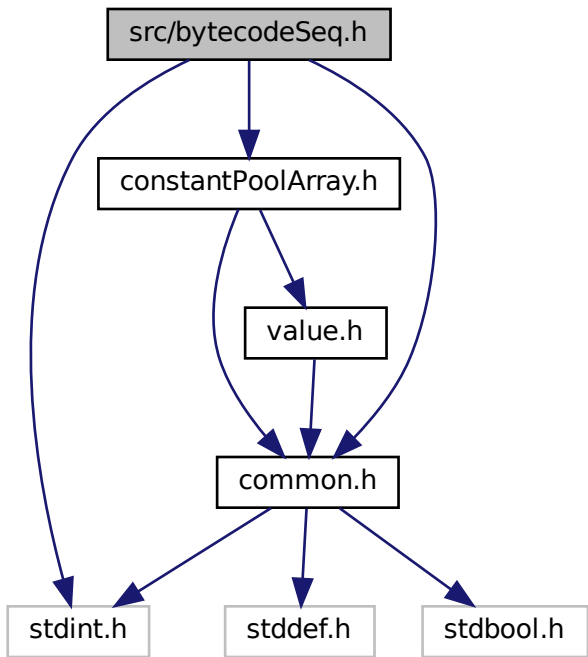 src/bytecodeSeq.h
constantPoolArray.h
value.h
common.h
stdint.h
stddef.h
stdbool.h